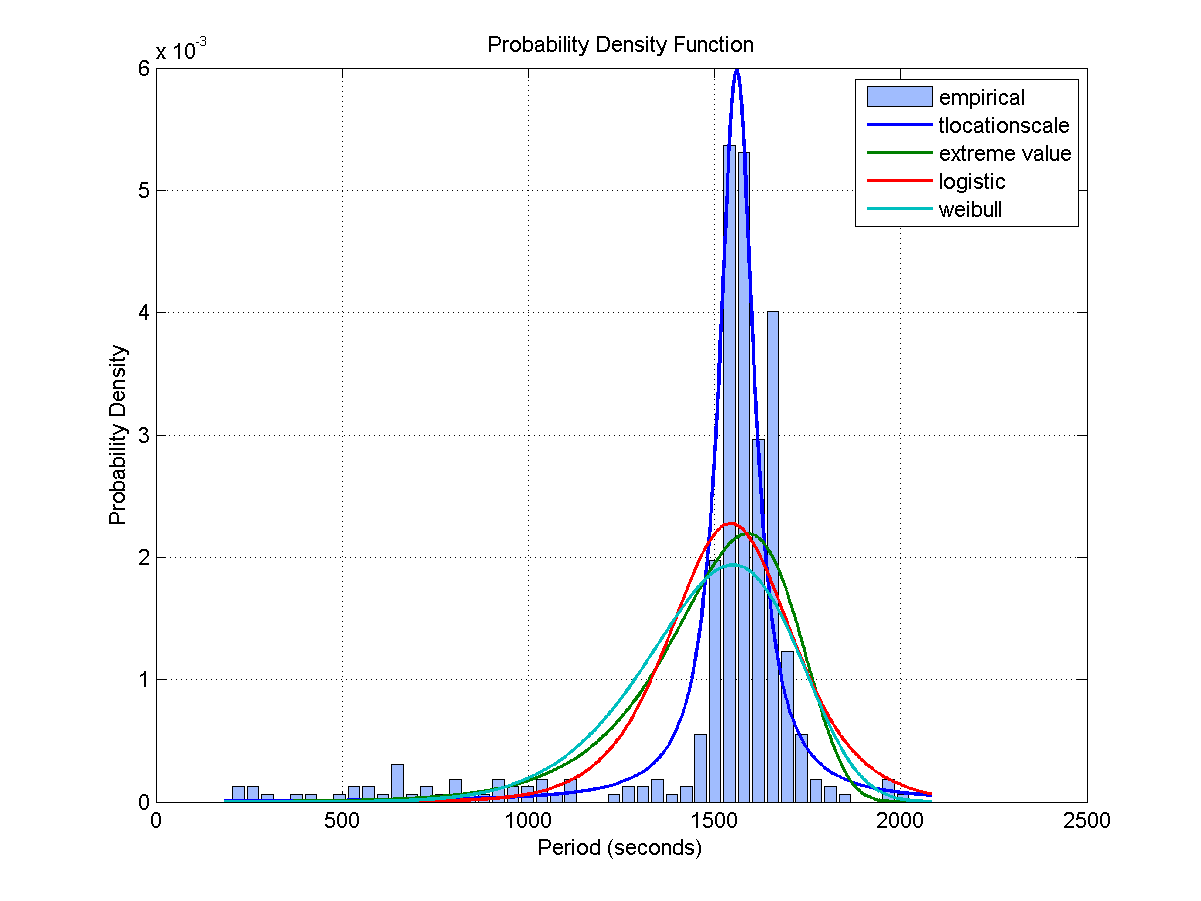 Probability Density Function
x 10^-3
6
5
4
3
2
1
0
Probability Density
0 500 1000 1500 2000 2500
Period (seconds)
empirical
tlocationscale
extreme value
logistic
weibull